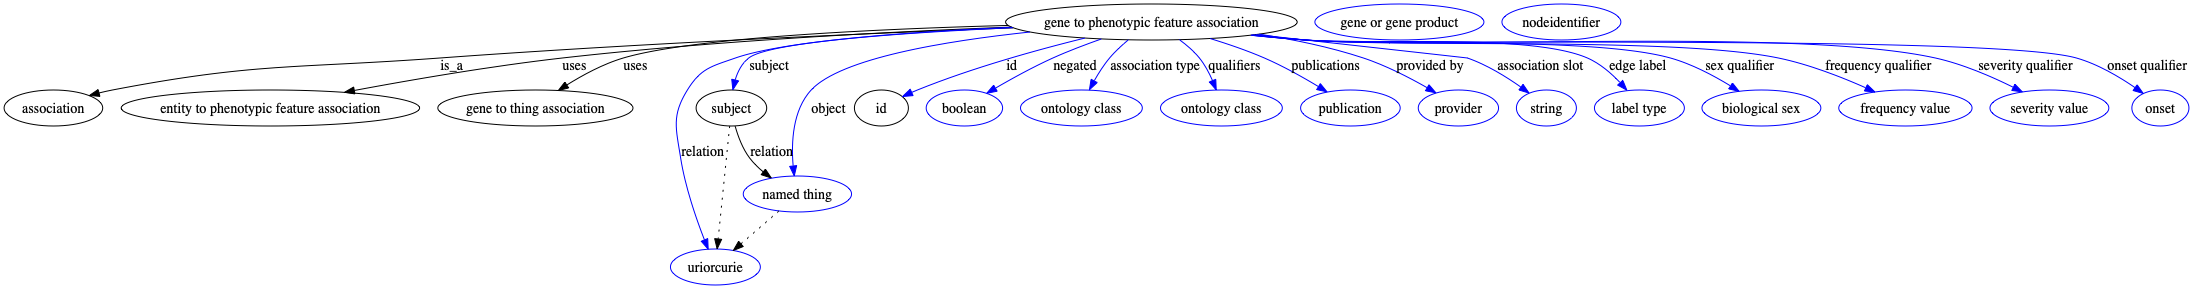 gene to phenotypic feature association
gene or gene product
nodeidentifier
is_a
uses
uses
subject
id
negated
association type
qualifiers
publications
provided by
association slot
edge label
sex qualifier
frequency qualifier
severity qualifier
onset qualifier
association
entity to phenotypic feature association
gene to thing association
subject
object
id
boolean
ontology class
ontology class
publication
provider
string
label type
biological sex
frequency value
severity value
onset
relation
relation
named thing
uriorcurie